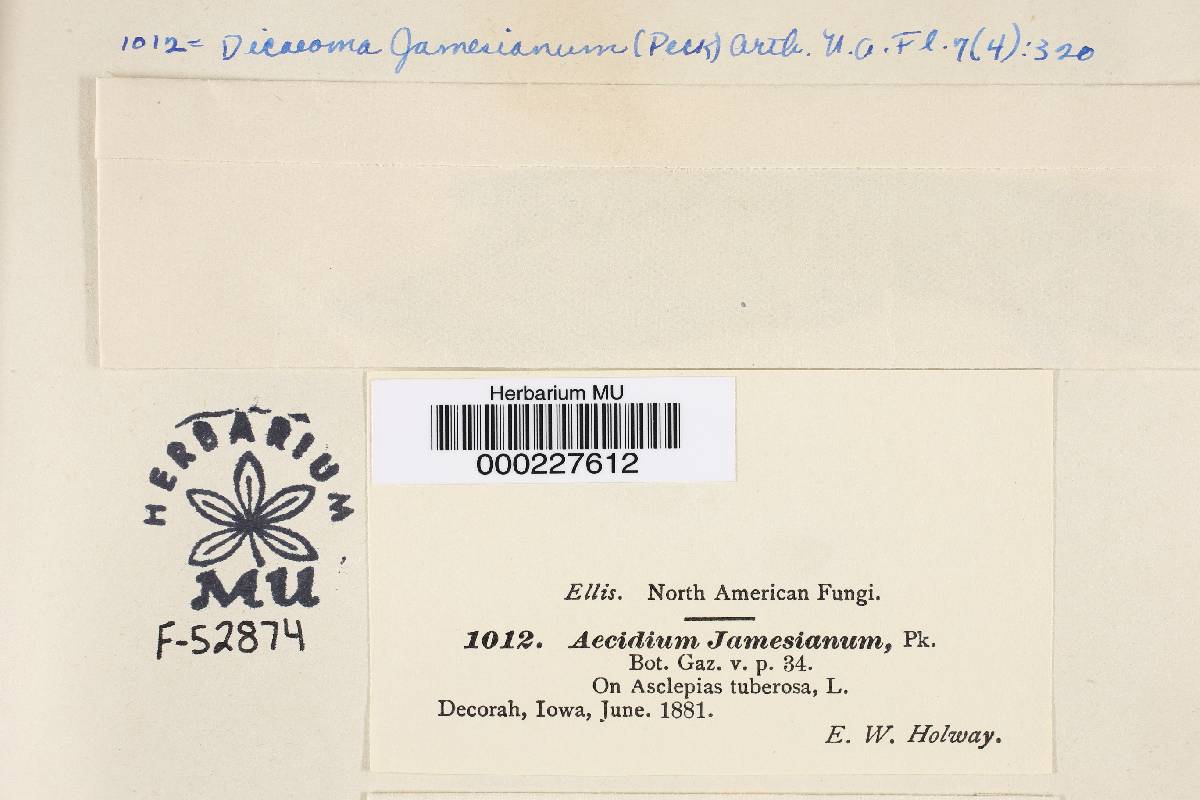 1012= Dicaeoma Jamesianum (Peck) Arth. N.A.Fl. 7(4):320
Herbarium MU
000227612
HERBARIUM
MU
F-52874
Ellis. North American Fungi.
1012. Aecidium Jamesianum, Pk.
Bot. Gaz. v. p. 34.
On Asclepias tuberosa, L.
Decorah, Iowa, June. 1881.
E. W. Holway.